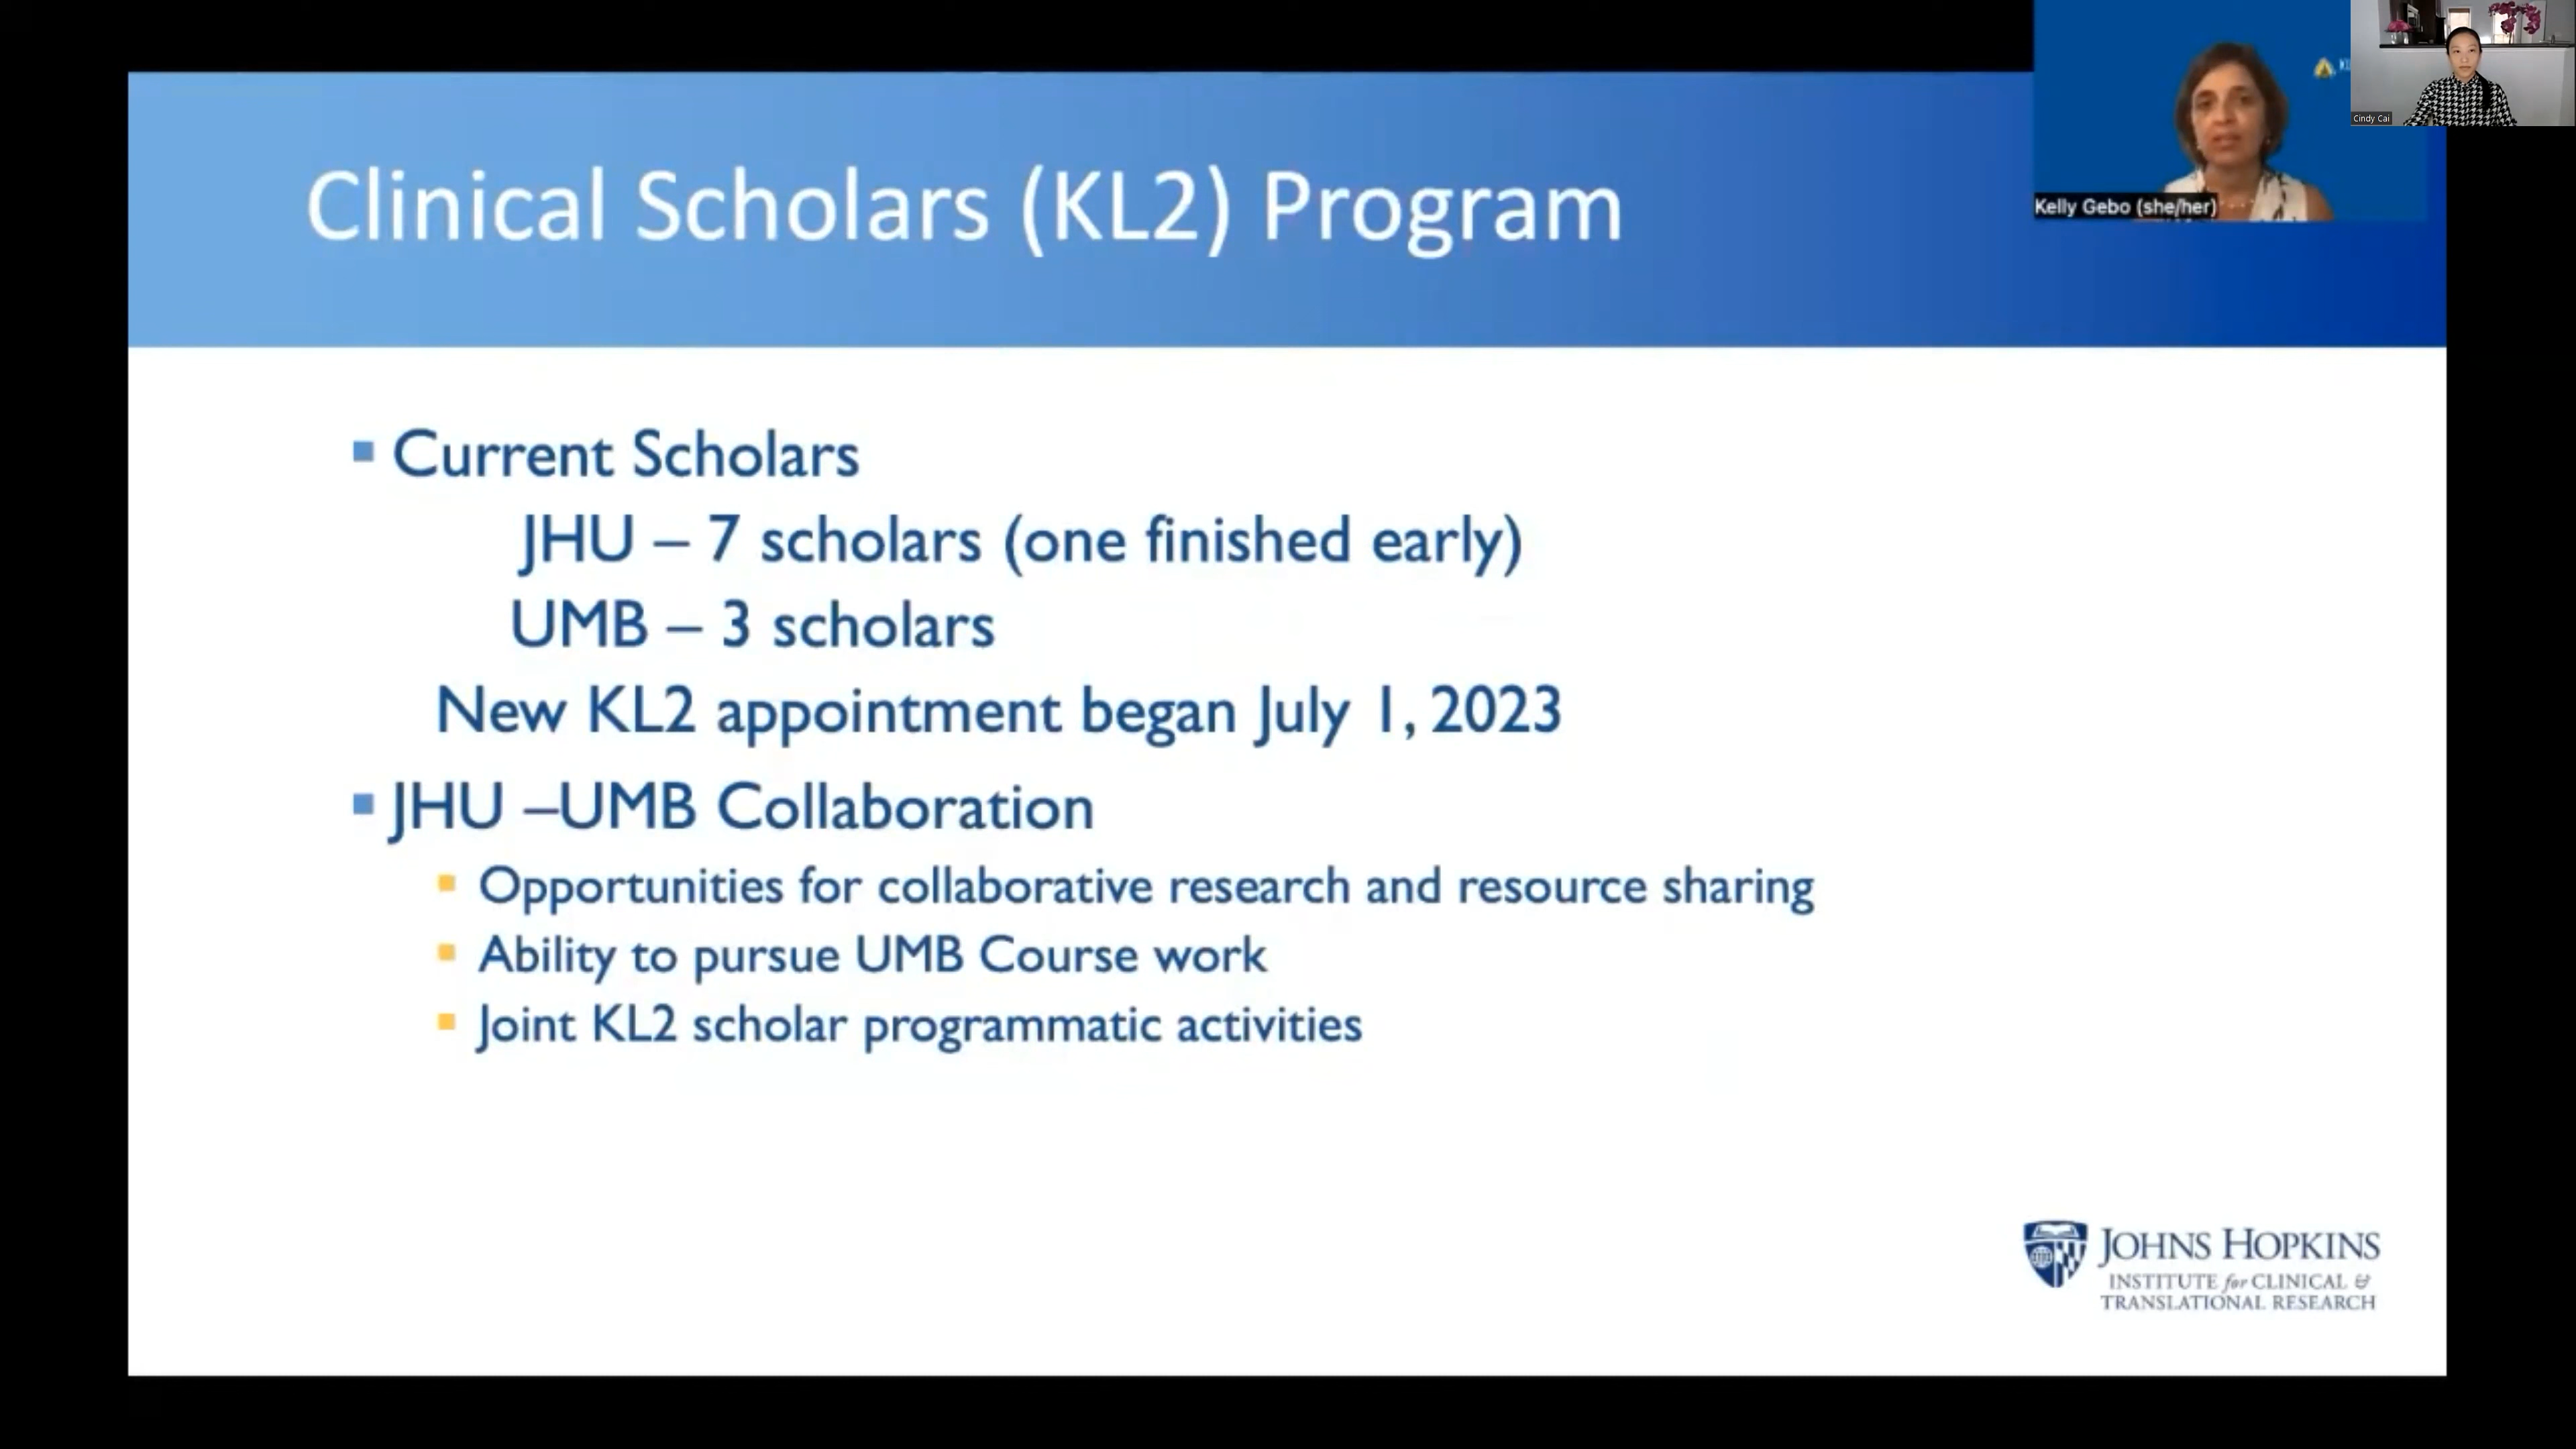 Clinical Scholars (KL2) Program
Kelly Gebo (she/her)
Cindy Cai
Current Scholars
JHU – 7 scholars (one finished early)
UMB – 3 scholars
New KL2 appointment began July 1, 2023
JHU –UMB Collaboration
Opportunities for collaborative research and resource sharing
Ability to pursue UMB Course work
Joint KL2 scholar programmatic activities
JOHNS HOPKINS
INSTITUTE for CLINICAL &
TRANSLATIONAL RESEARCH